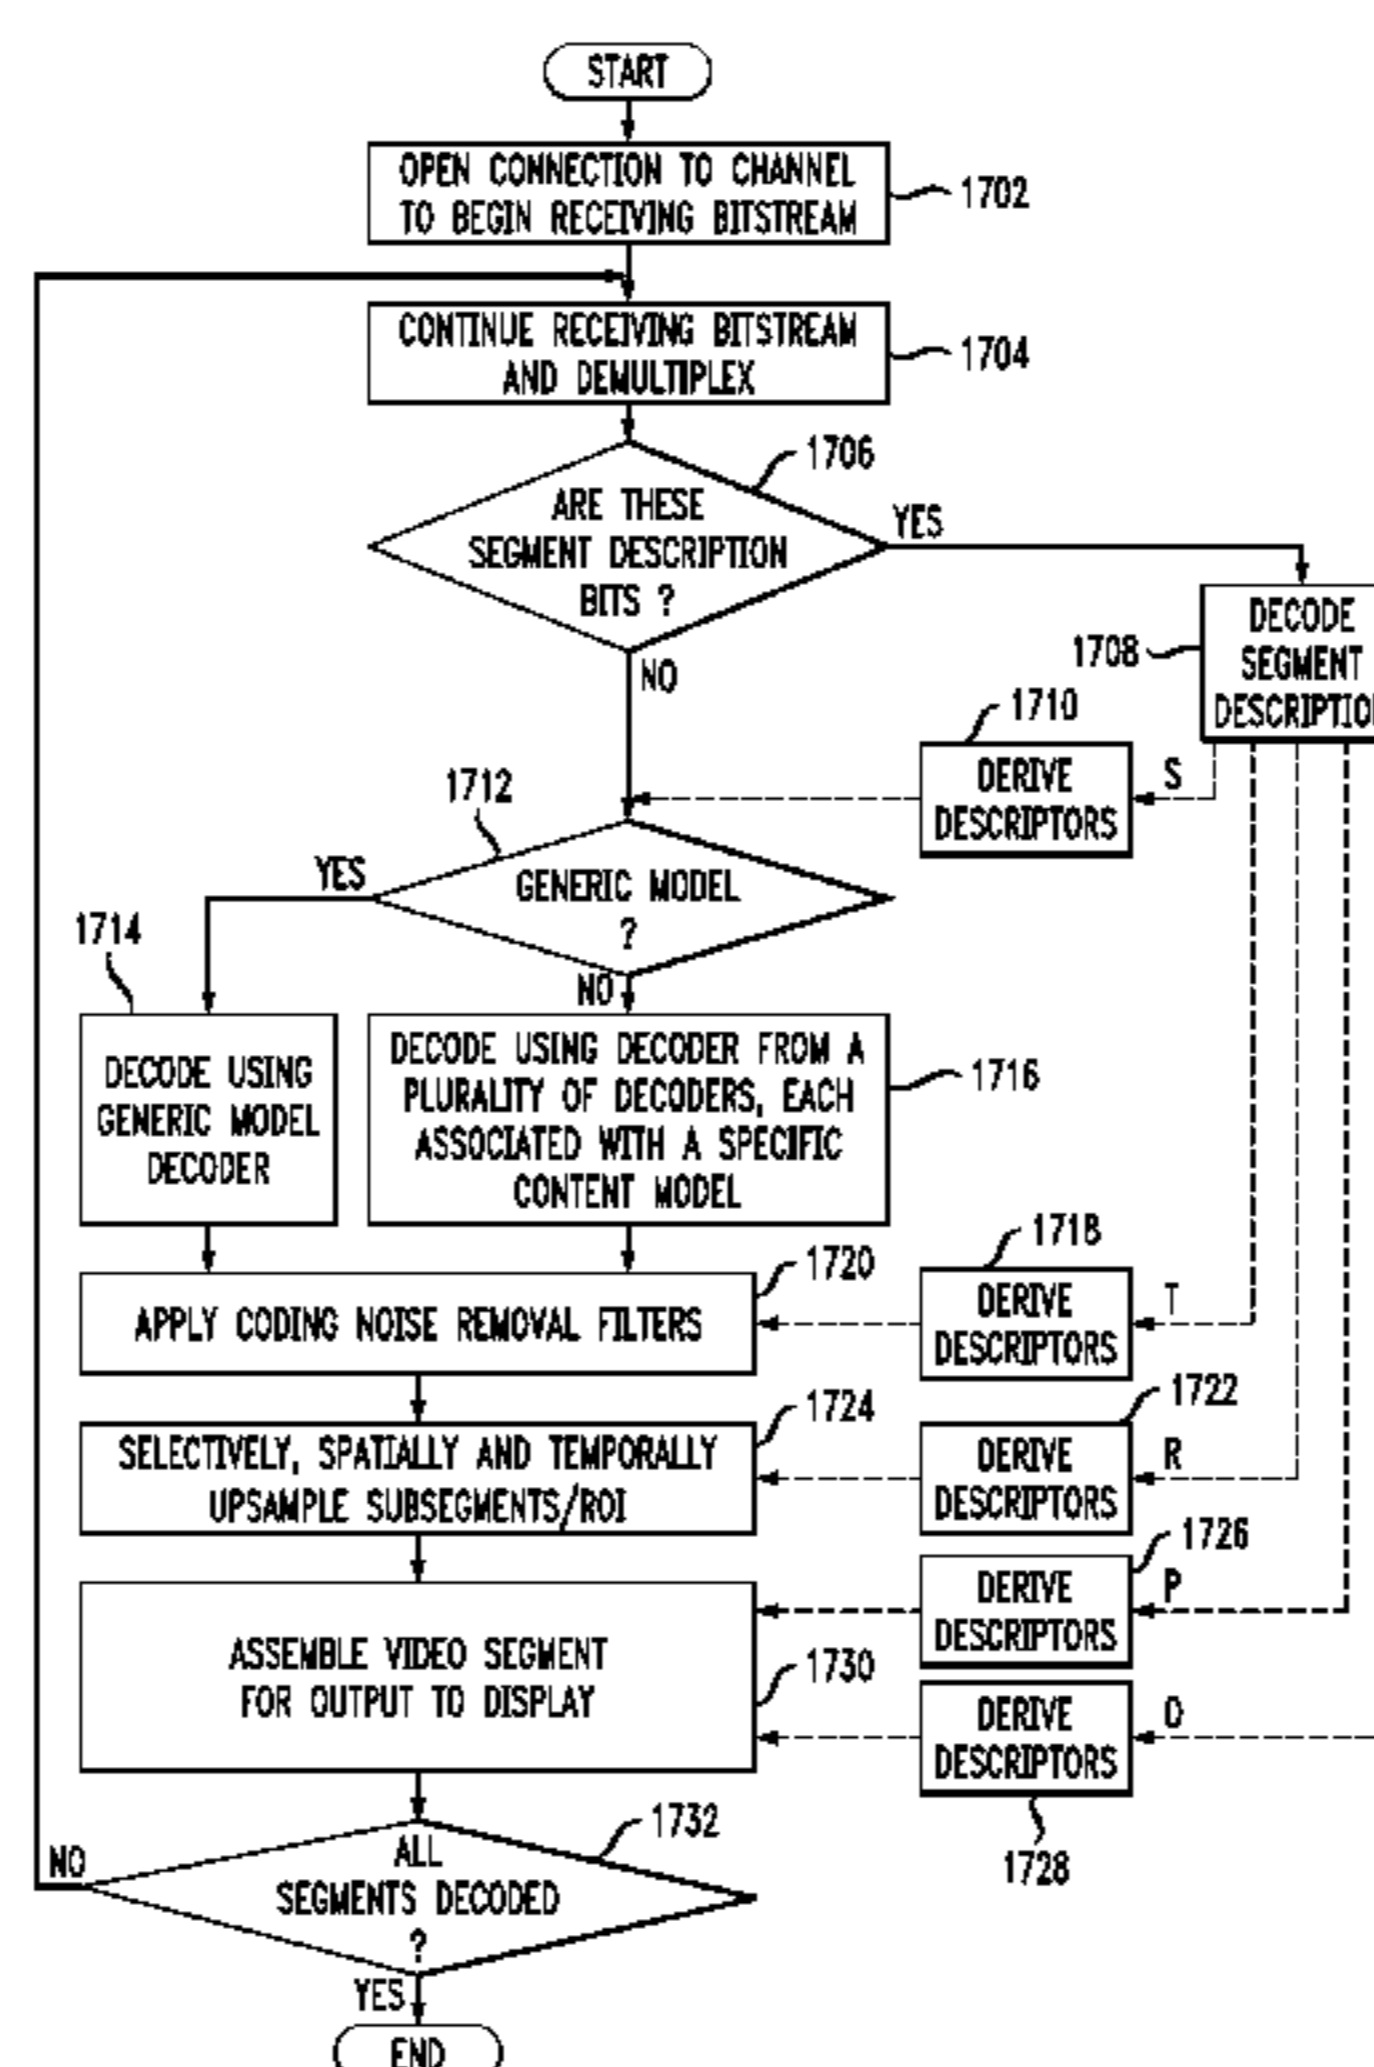 START
OPEN CONNECTION TO CHANNEL
TO BEGIN RECEIVING BITSTREAM
1702
CONTINUE RECEIVING BITSTREAM
AND DEMULTIPLEX
1704
1706
ARE THESE
SEGMENT DESCRIPTION
BITS ?
YES
NO
DECODE
SEGMENT
1708
1710
DERIVE
DESCRIPTORS
S
1712
GENERIC MODEL
?
YES
NO
1714
DECODE USING
GENERIC MODEL
DECODER
DECODE USING DECODER FROM A
PLURALITY OF DECODERS, EACH
ASSOCIATED WITH A SPECIFIC
CONTENT MODEL
1716
1718
DERIVE
DESCRIPTORS
T
1720
APPLY CODING NOISE REMOVAL FILTERS
1722
DERIVE
DESCRIPTORS
R
1724
SELECTIVELY, SPATIALLY AND TEMPORALLY
UPSAMPLE SUBSEGMENTS/ROI
1726
DERIVE
DESCRIPTORS
P
ASSEMBLE VIDEO SEGMENT
FOR OUTPUT TO DISPLAY
1730
DERIVE
DESCRIPTORS
O
1728
1732
ALL
SEGMENTS DECODED
?
NO
YES
END